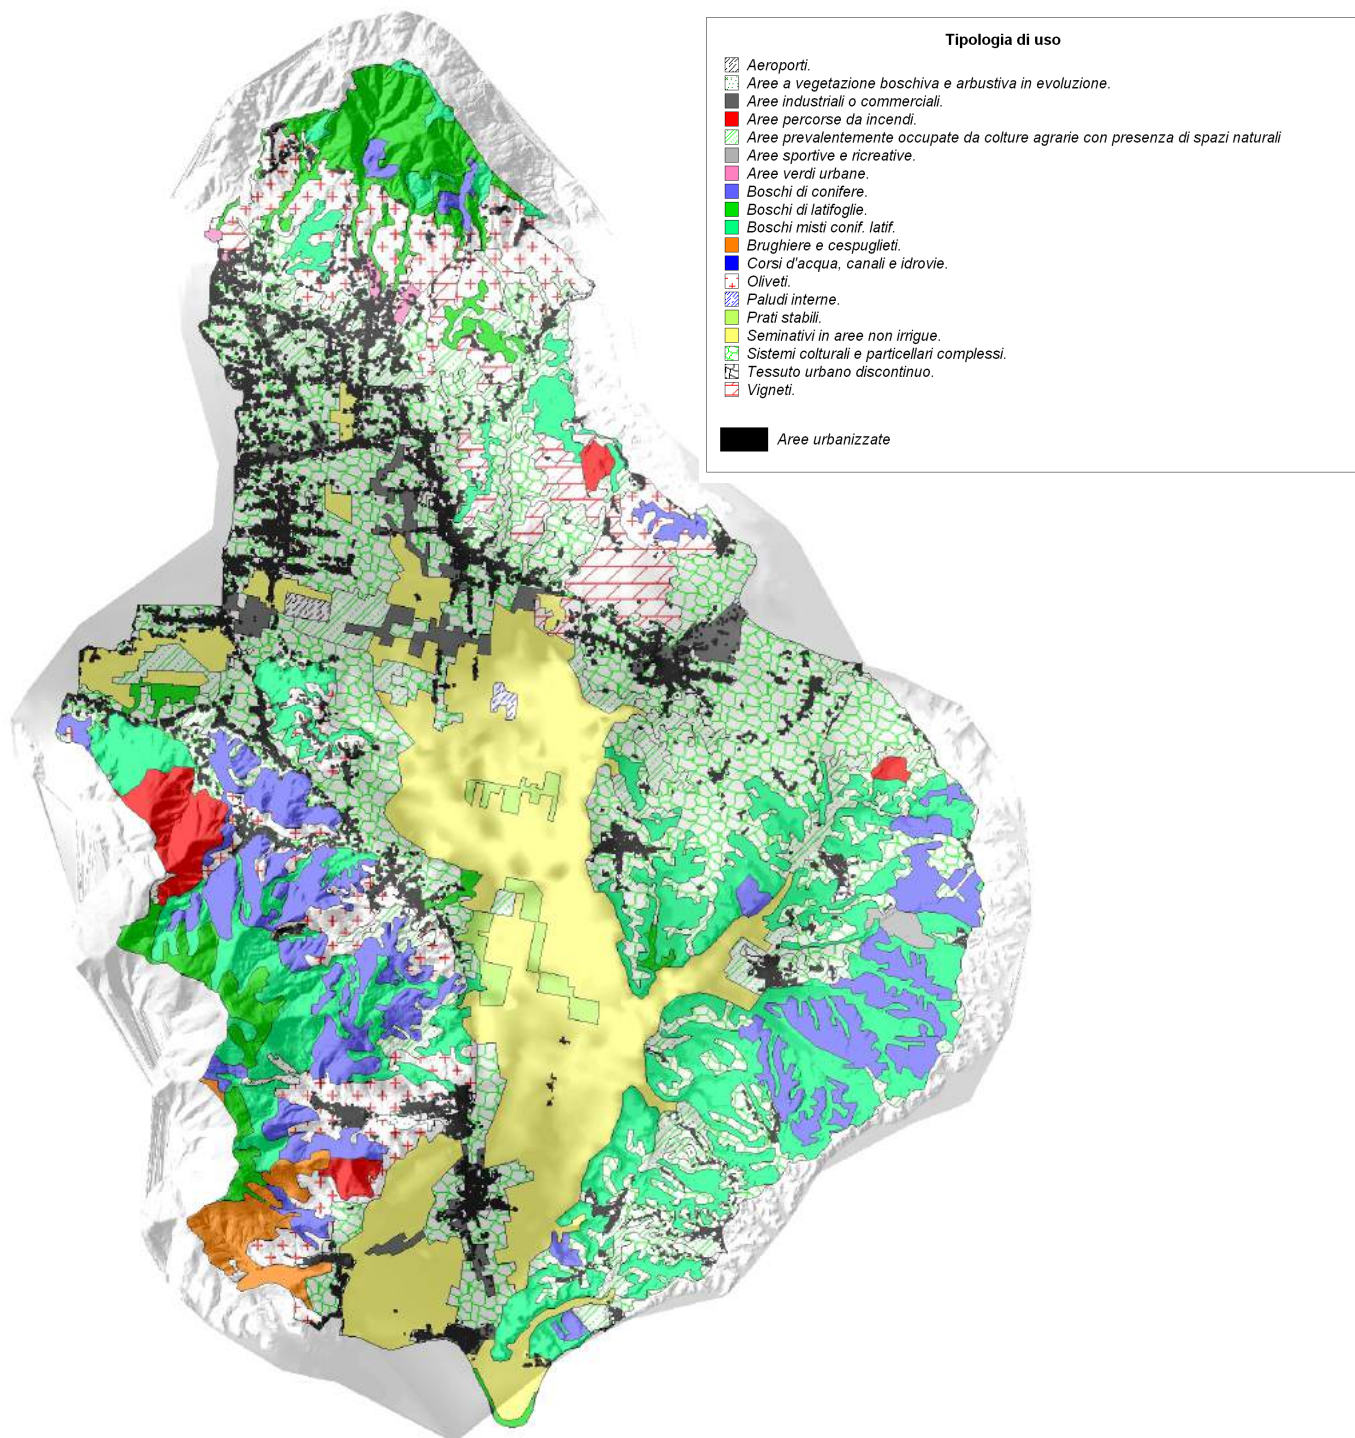 Tipologia di uso
Aeroporti.
Aree a vegetazione boschiva e arbustiva in evoluzione.
Aree industriali o commerciali.
Aree percorse da incendi.
Aree prevalentemente occupate da colture agrarie con presenza di spazi naturali
Aree sportive e ricreative.
Aree verdi urbane.
Boschi di conifere.
Boschi di latifoglie.
Boschi misti conif. latif.
Brughiere e cespuglieti.
Corsi d'acqua, canali e idrovie.
Oliveti.
Paludi interne.
Prati stabili.
Seminativi in aree non irrigue.
Sistemi colturali e particellari complessi.
Tessuto urbano discontinuo.
Vigneti.
Aree urbanizzate